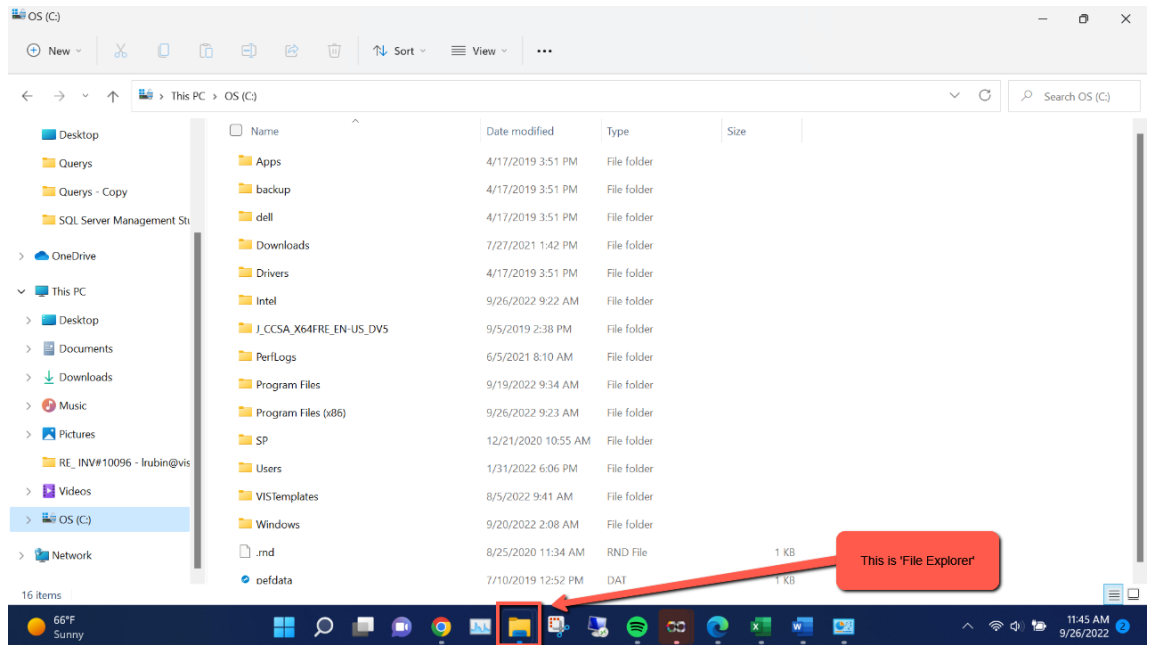 OS (C:)
New
Sort
View
This PC > OS (C:)
Search OS (C:)
Desktop
Querys
Querys - Copy
SQL Server Management Stu
OneDrive
This PC
Desktop
Documents
Downloads
Music
Pictures
RE_ INV#10096 - lrubin@vis
Videos
OS (C:)
Network
Name Date modified Type Size
Apps 4/17/2019 3:51 PM File folder
backup 4/17/2019 3:51 PM File folder
dell 4/17/2019 3:51 PM File folder
Downloads 7/27/2021 1:42 PM File folder
Drivers 4/17/2019 3:51 PM File folder
Intel 9/26/2022 9:22 AM File folder
J_CCSA_X64FRE_EN-US_DV5 9/5/2019 2:38 PM File folder
PerfLogs 6/5/2021 8:10 AM File folder
Program Files 9/19/2022 9:34 AM File folder
Program Files (x86) 9/26/2022 9:23 AM File folder
SP 12/21/2020 10:55 AM File folder
Users 1/31/2022 6:06 PM File folder
VISTemplates 8/5/2022 9:41 AM File folder
Windows 9/20/2022 2:08 AM File folder
.rnd 8/25/2020 11:34 AM RND File 1 KB
pefdata 7/10/2019 12:52 PM DAT 1 KB
This is 'File Explorer'
16 items
66°F
Sunny
11:45 AM
9/26/2022
2